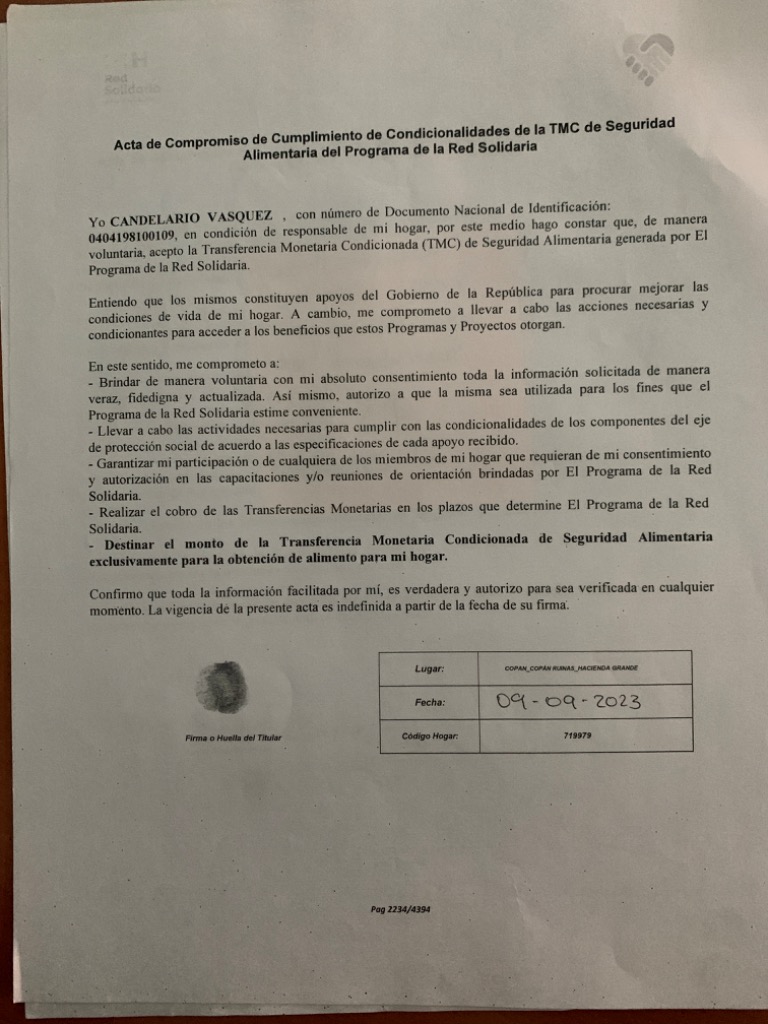 Red
Solidaria
Acta de Compromiso de Cumplimiento de Condicionalidades de la TMC de Seguridad
Alimentaria del Programa de la Red Solidaria
Yo CANDELARIO VASQUEZ , con número de Documento Nacional de Identificación:
0404198100109, en condición de responsable de mi hogar, por este medio hago constar que, de manera
voluntaria, acepto la Transferencia Monetaria Condicionada (TMC) de Seguridad Alimentaria generada por El
Programa de la Red Solidaria.
Entiendo que los mismos constituyen apoyos del Gobierno de la República para procurar mejorar las
condiciones de vida de mi hogar. A cambio, me comprometo a llevar a cabo las acciones necesarias y
condicionantes para acceder a los beneficios que estos Programas y Proyectos otorgan.
En este sentido, me comprometo a:
- Brindar de manera voluntaria con mi absoluto consentimiento toda la información solicitada de manera
veraz, fidedigna y actualizada. Así mismo, autorizo a que la misma sea utilizada para los fines que el
Programa de la Red Solidaria estime conveniente.
- Llevar a cabo las actividades necesarias para cumplir con las condicionalidades de los componentes del eje
de protección social de acuerdo a las especificaciones de cada apoyo recibido.
- Garantizar mi participación o de cualquiera de los miembros de mi hogar que requieran de mi consentimiento
y autorización en las capacitaciones y/o reuniones de orientación brindadas por El Programa de la Red
Solidaria.
- Realizar el cobro de las Transferencias Monetarias en los plazos que determine El Programa de la Red
Solidaria.
- Destinar el monto de la Transferencia Monetaria Condicionada de Seguridad Alimentaria
exclusivamente para la obtención de alimento para mi hogar.
Confirmo que toda la información facilitada por mí, es verdadera y autorizo para sea verificada en cualquier
momento. La vigencia de la presente acta es indefinida a partir de la fecha de su firma.
Lugar: COPAN_COPÁN RUINAS_HACIENDA GRANDE
Fecha: 09-09-2023
Código Hogar: 719979
Firma o Huella del Titular
Pag 2234/4394